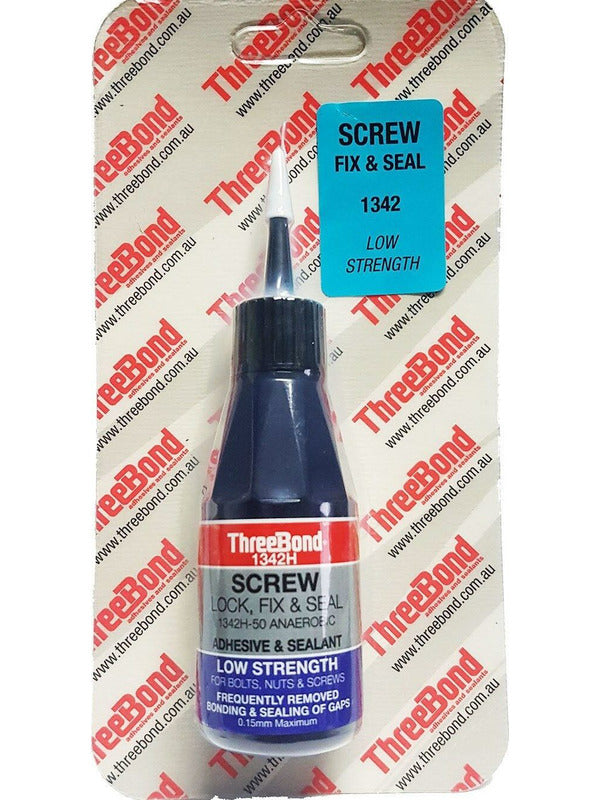 SCREW
FIX & SEAL
1342
LOW
STRENGTH
ThreeBond
1342H
SCREW
LOCK, FIX & SEAL
1342H-50 ANAEROBIC
ADHESIVE & SEALANT
LOW STRENGTH
FOR BOLTS, NUTS & SCREWS
FREQUENTLY REMOVED
BONDING & SEALING OF GAPS
0.15mm Maximum
ThreeBond
adhesives and sealants
www.threebond.com.au